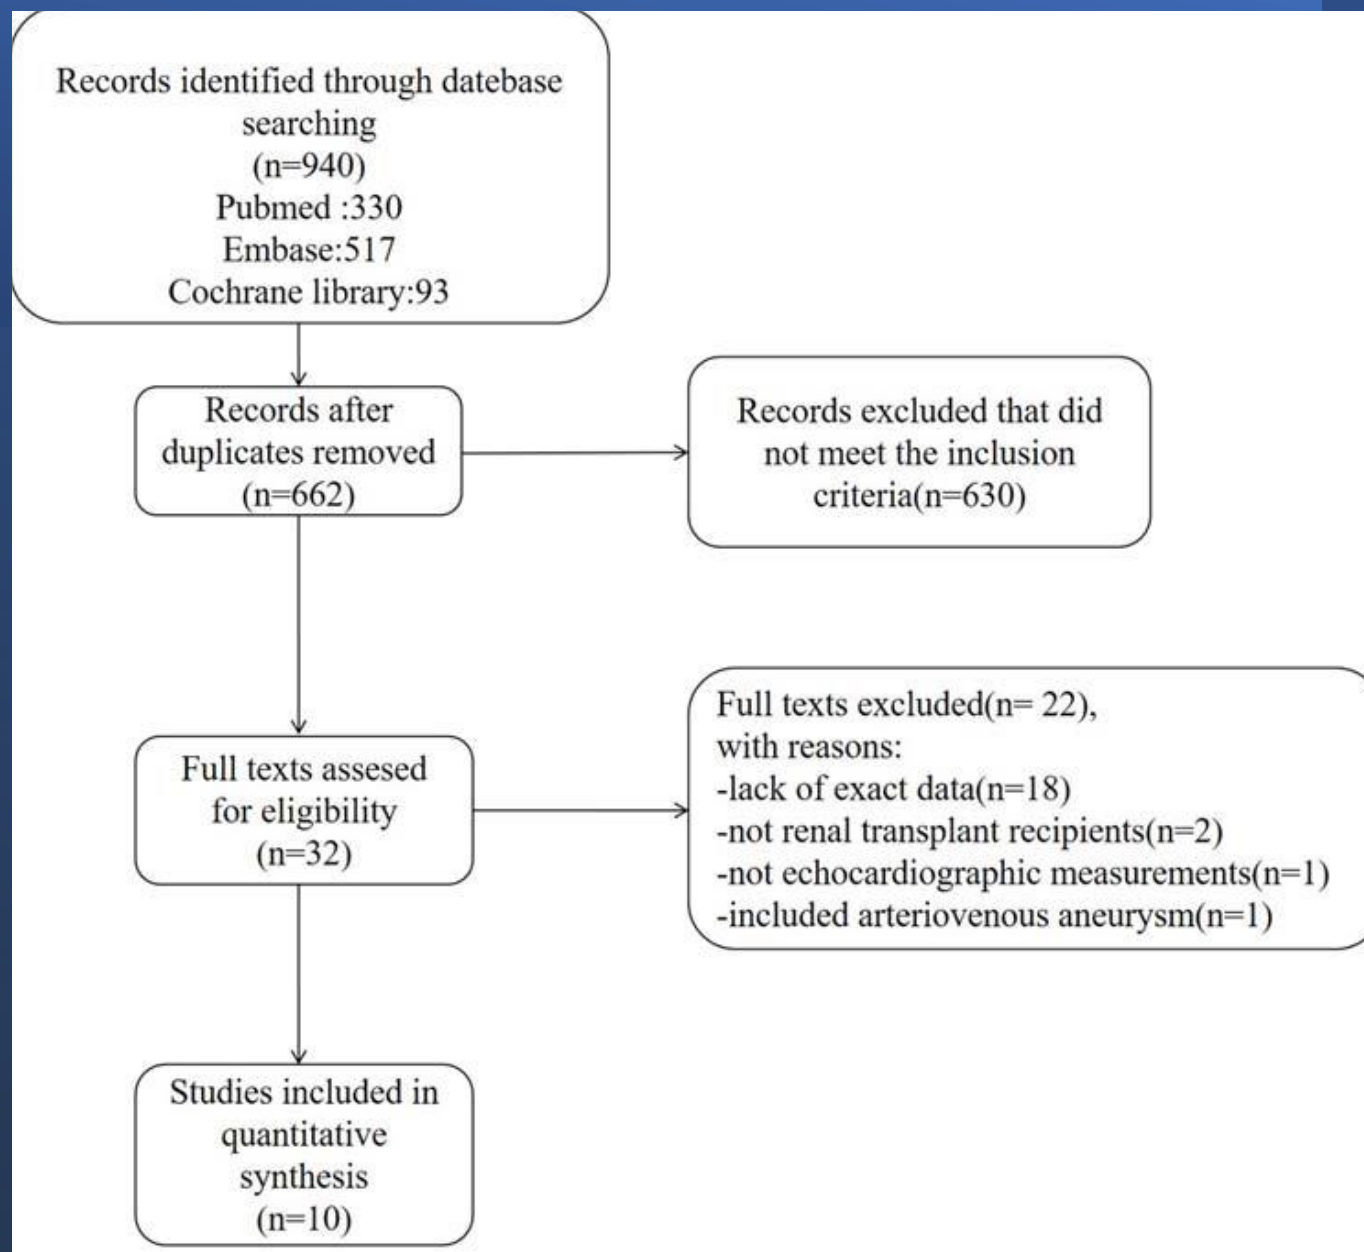 Records identified through datebase
searching
(n=940)
Pubmed :330
Embase:517
Cochrane library:93
Records after
duplicates removed
(n=662)
Records excluded that did
not meet the inclusion
criteria(n=630)
Full texts assesed
for eligibility
(n=32)
Full texts excluded(n= 22),
with reasons:
-lack of exact data(n=18)
-not renal transplant recipients(n=2)
-not echocardiographic measurements(n=1)
-included arteriovenous aneurysm(n=1)
Studies included in
quantitative
synthesis
(n=10)